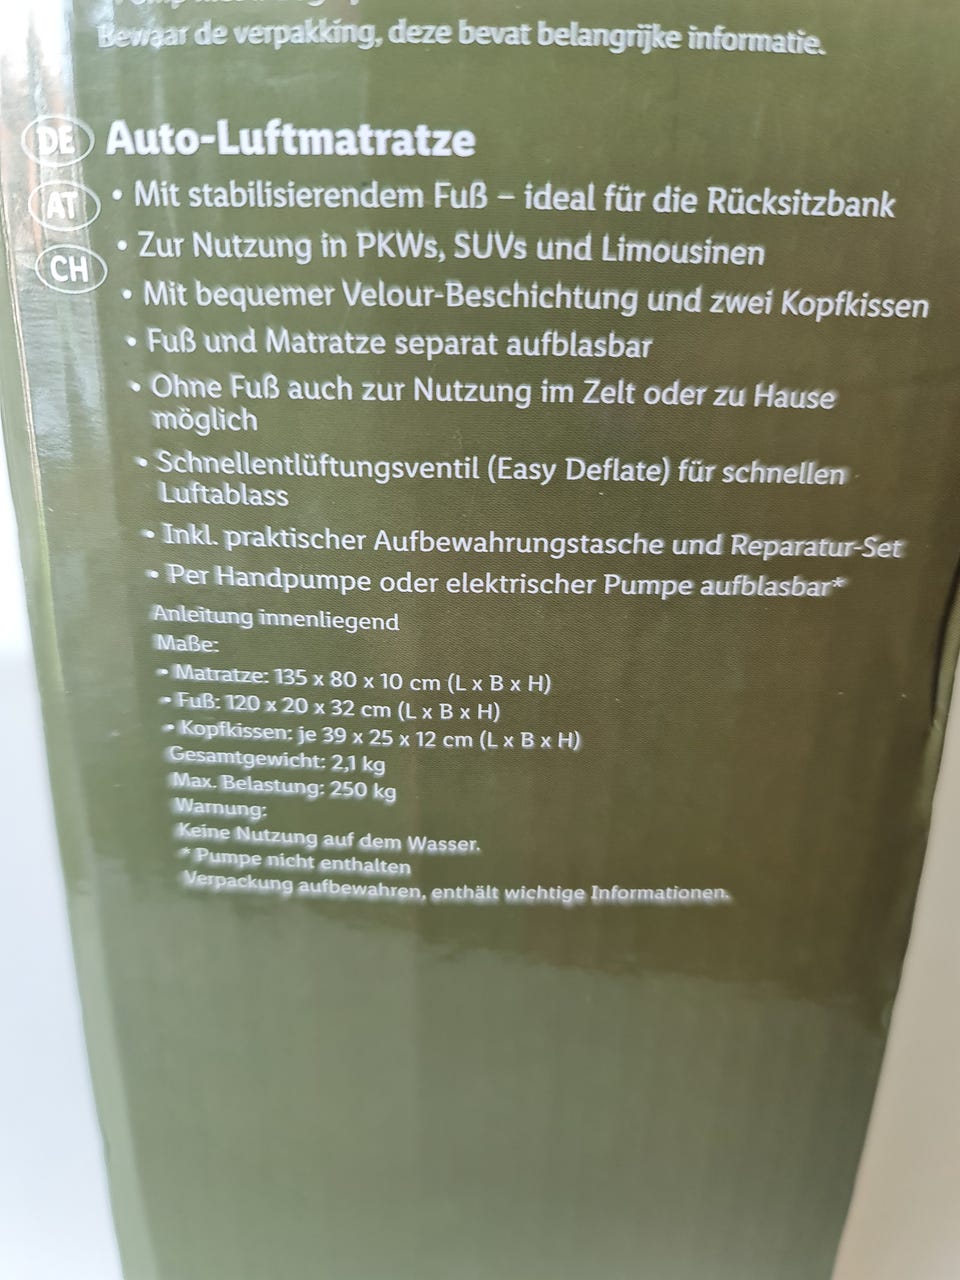 Bewaar de verpakking, deze bevat belangrijke informatie.
DE Auto-Luftmatratze
AT • Mit stabilisierendem Fuß – ideal für die Rücksitzbank
CH • Zur Nutzung in PKWs, SUVs und Limousinen
• Mit bequemer Velour-Beschichtung und zwei Kopfkissen
• Fuß und Matratze separat aufblasbar
• Ohne Fuß auch zur Nutzung im Zelt oder zu Hause
möglich
• Schnellentlüftungsventil (Easy Deflate) für schnellen
Luftablass
• Inkl. praktischer Aufbewahrungstasche und Reparatur-Set
• Per Handpumpe oder elektrischer Pumpe aufblasbar*
Anleitung innenliegend
Maße:
• Matratze: 135 x 80 x 10 cm (L x B x H)
• Fuß: 120 x 20 x 32 cm (L x B x H)
• Kopfkissen: je 39 x 25 x 12 cm (L x B x H)
Gesamtgewicht: 2,1 kg
Max. Belastung: 250 kg
Warnung:
Keine Nutzung auf dem Wasser.
* Pumpe nicht enthalten
Verpackung aufbewahren, enthält wichtige Informationen.